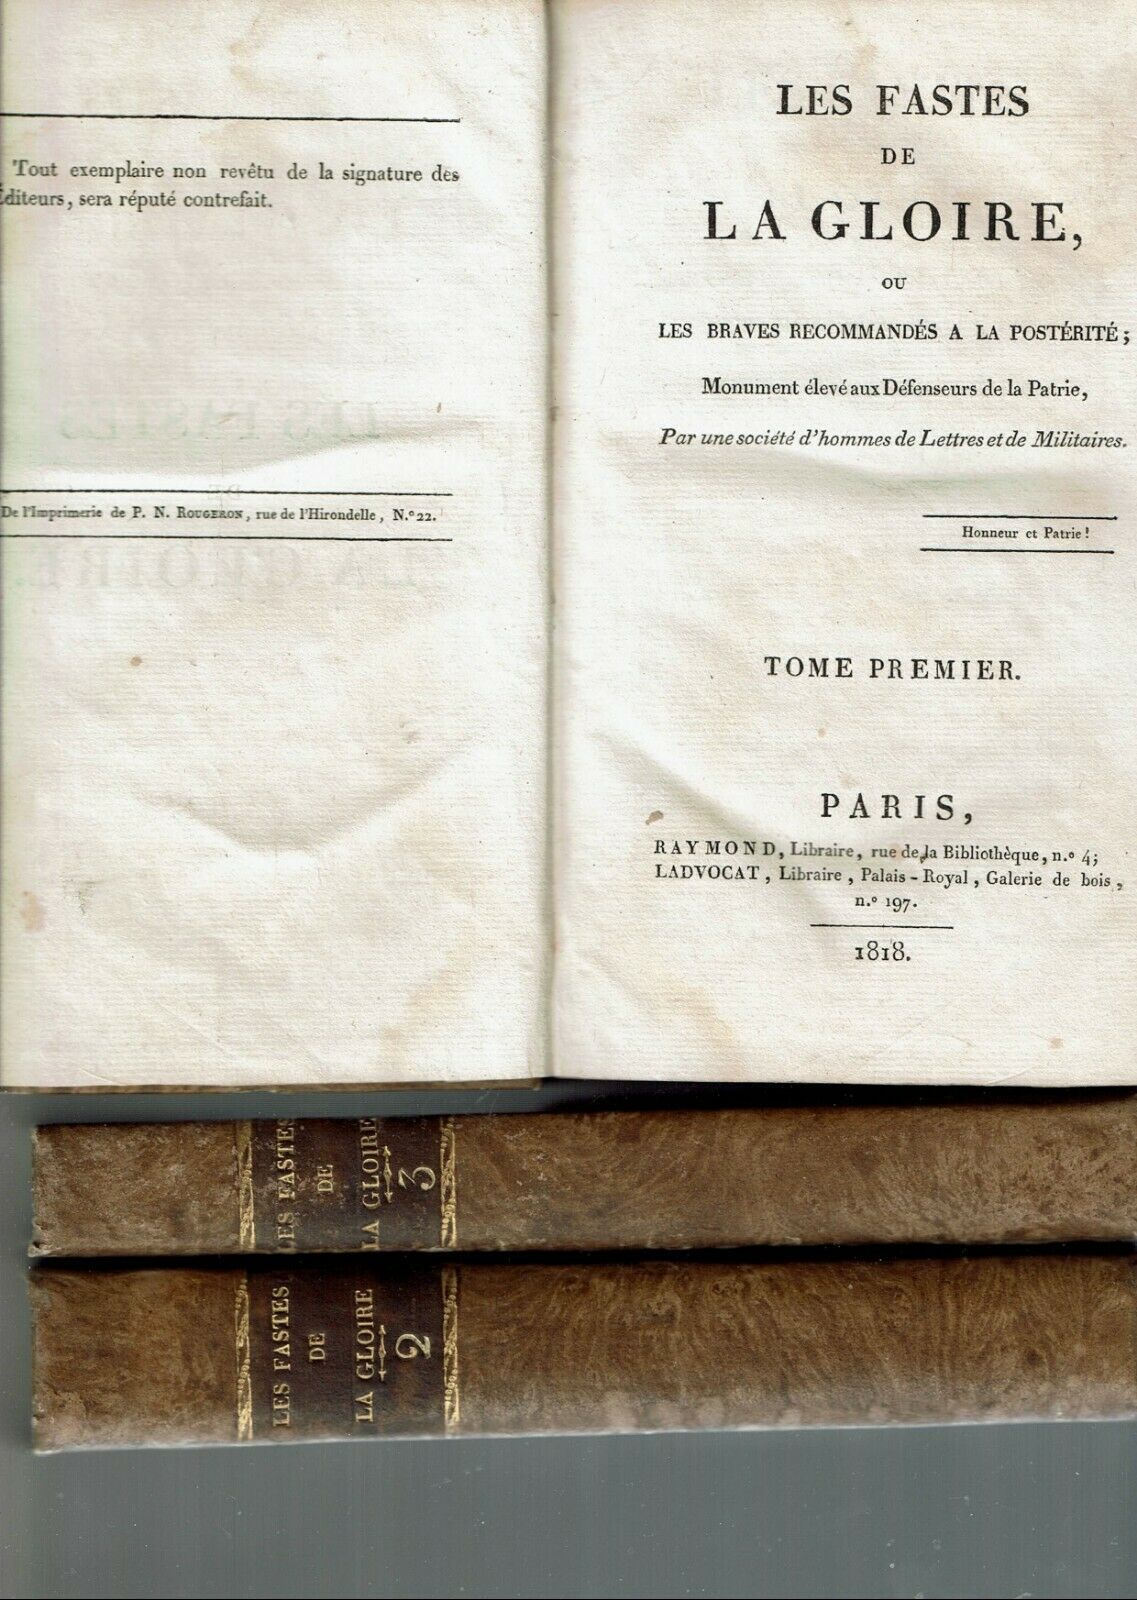 Tout exemplaire non revêtu de la signature des
Éditeurs, sera réputé contrefait.
De l'Imprimerie de P. N. ROUGERON, rue de l'Hirondelle, N.º 22.
LES FASTES
DE
LA GLOIRE,
OU
LES BRAVES RECOMMANDÉS A LA POSTÉRITÉ;
Monument élevé aux Défenseurs de la Patrie,
Par une société d'hommes de Lettres et de Militaires.
Honneur et Patrie!
TOME PREMIER.
PARIS,
RAYMOND, Libraire, rue de la Bibliothèque, n.º 4;
LADVOCAT, Libraire, Palais-Royal, Galerie de bois,
n.º 197.
1818.
LES FASTES
DE
LA GLOIRE
3
LES FASTES
DE
LA GLOIRE
2